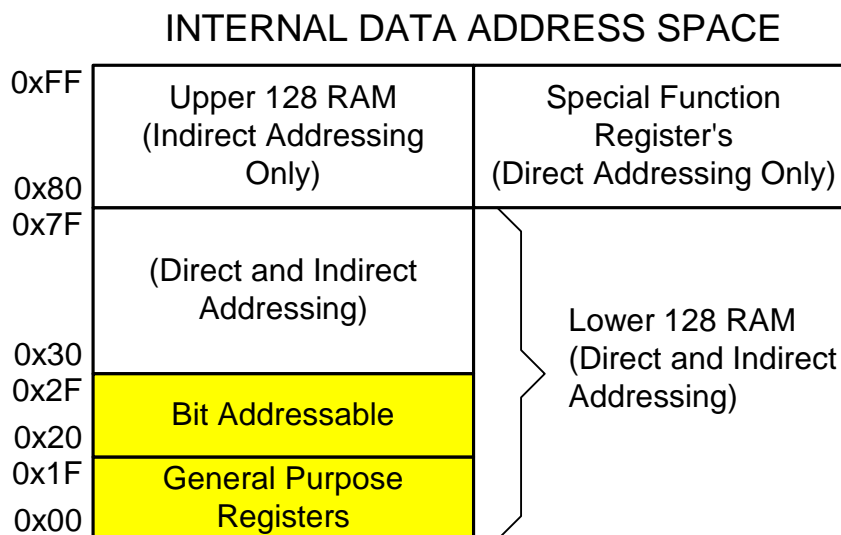 INTERNAL DATA ADDRESS SPACE
0xFF
Upper 128 RAM
(Indirect Addressing
Only)
0x80
Special Function
Register's
(Direct Addressing Only)
0x7F
(Direct and Indirect
Addressing)
0x30
Lower 128 RAM
(Direct and Indirect
Addressing)
0x2F
Bit Addressable
0x20
0x1F
General Purpose
Registers
0x00